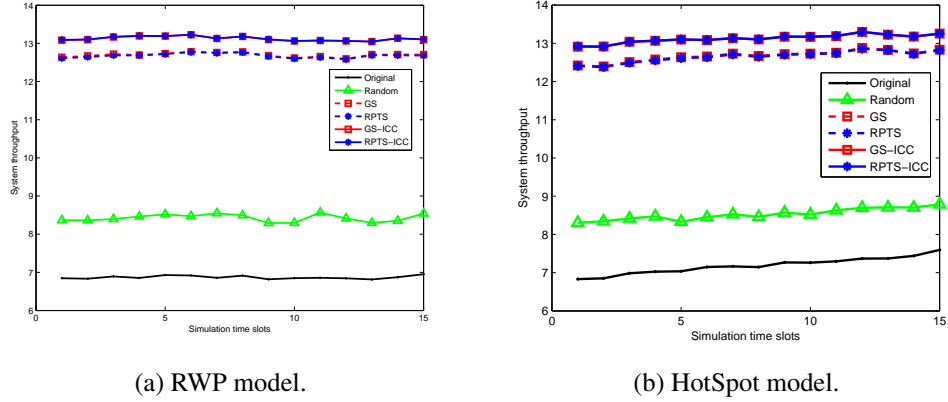 14
13
12
11
10
9
8
7
6
0
5
10
15
System throughput
Simulation time slots
Original
Random
GS
RPTS
GS−ICC
RPTS−ICC
(a) RWP model.
14
13
12
11
10
9
8
7
6
0
5
10
15
System throughput
Simulation time slots
Original
Random
GS
RPTS
GS−ICC
RPTS−ICC
(b) HotSpot model.